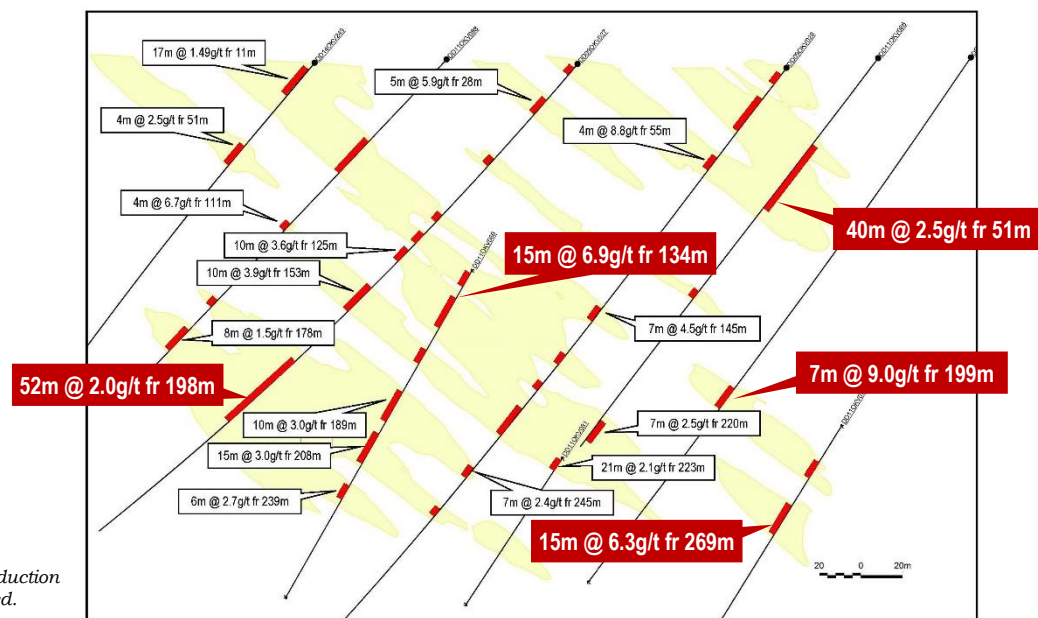 17m @ 1.49g/t fr 11m
5m @ 5.9g/t fr 28m
4m @ 2.5g/t fr 51m
4m @ 8.8g/t fr 55m
4m @ 6.7g/t fr 111m
40m @ 2.5g/t fr 51m
10m @ 3.6g/t fr 125m
15m @ 6.9g/t fr 134m
10m @ 3.9g/t fr 153m
8m @ 1.5g/t fr 178m
7m @ 4.5g/t fr 145m
52m @ 2.0g/t fr 198m
7m @ 9.0g/t fr 199m
10m @ 3.0g/t fr 189m
7m @ 2.5g/t fr 220m
15m @ 3.0g/t fr 208m
21m @ 2.1g/t fr 223m
6m @ 2.7g/t fr 239m
7m @ 2.4g/t fr 245m
15m @ 6.3g/t fr 269m
20 0 20m
duction
ed.